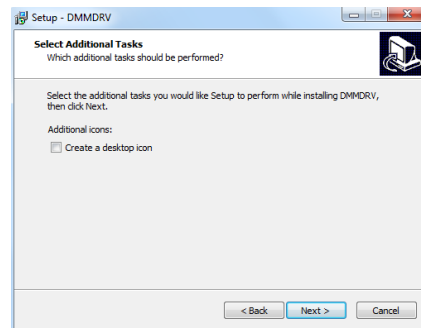 Setup - DMMDRV
Select Additional Tasks
Which additional tasks should be performed?
Select the additional tasks you would like Setup to perform while installing DMMDRV,
then click Next.
Additional icons:
Create a desktop icon
< Back
Next >
Cancel